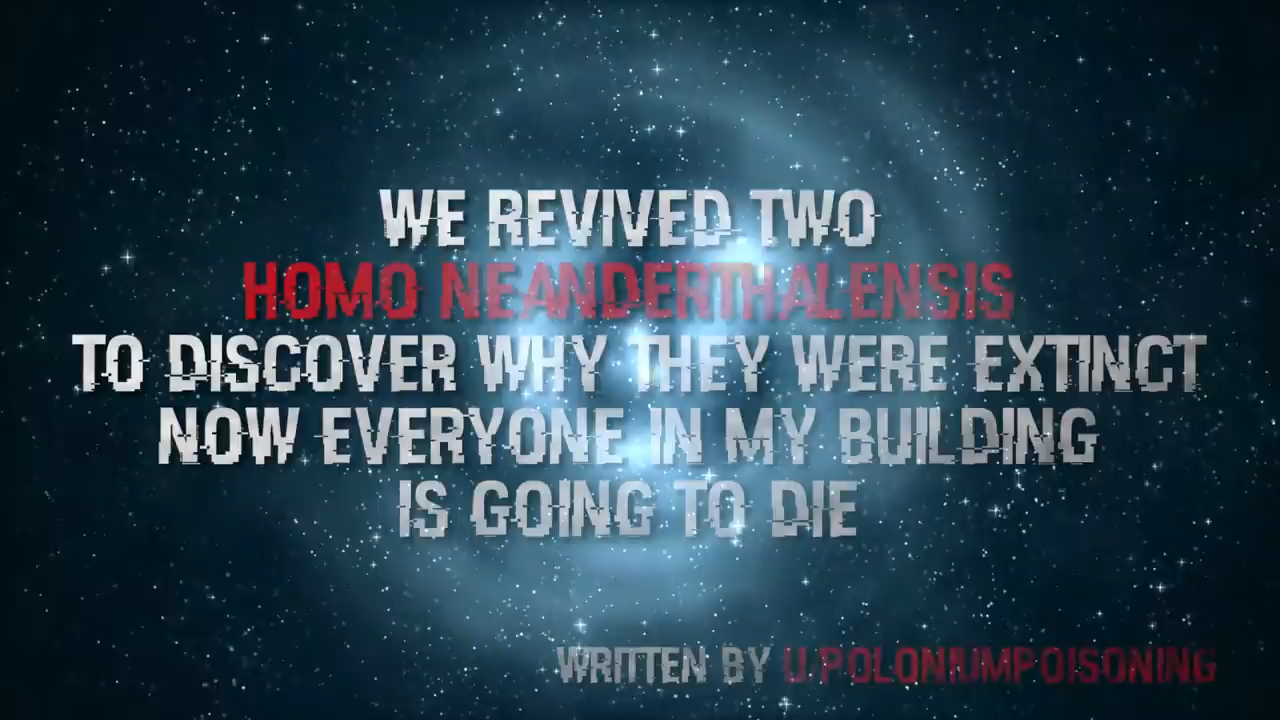 WE REVIVED TWO
HOMO NEANDERTHALENSIS
TO DISCOVER WHY THEY WERE EXTINCT
NOW EVERYONE IN MY BUILDING
IS GOING TO DIE
WRITTEN BY U/POLONIUMPOISONING